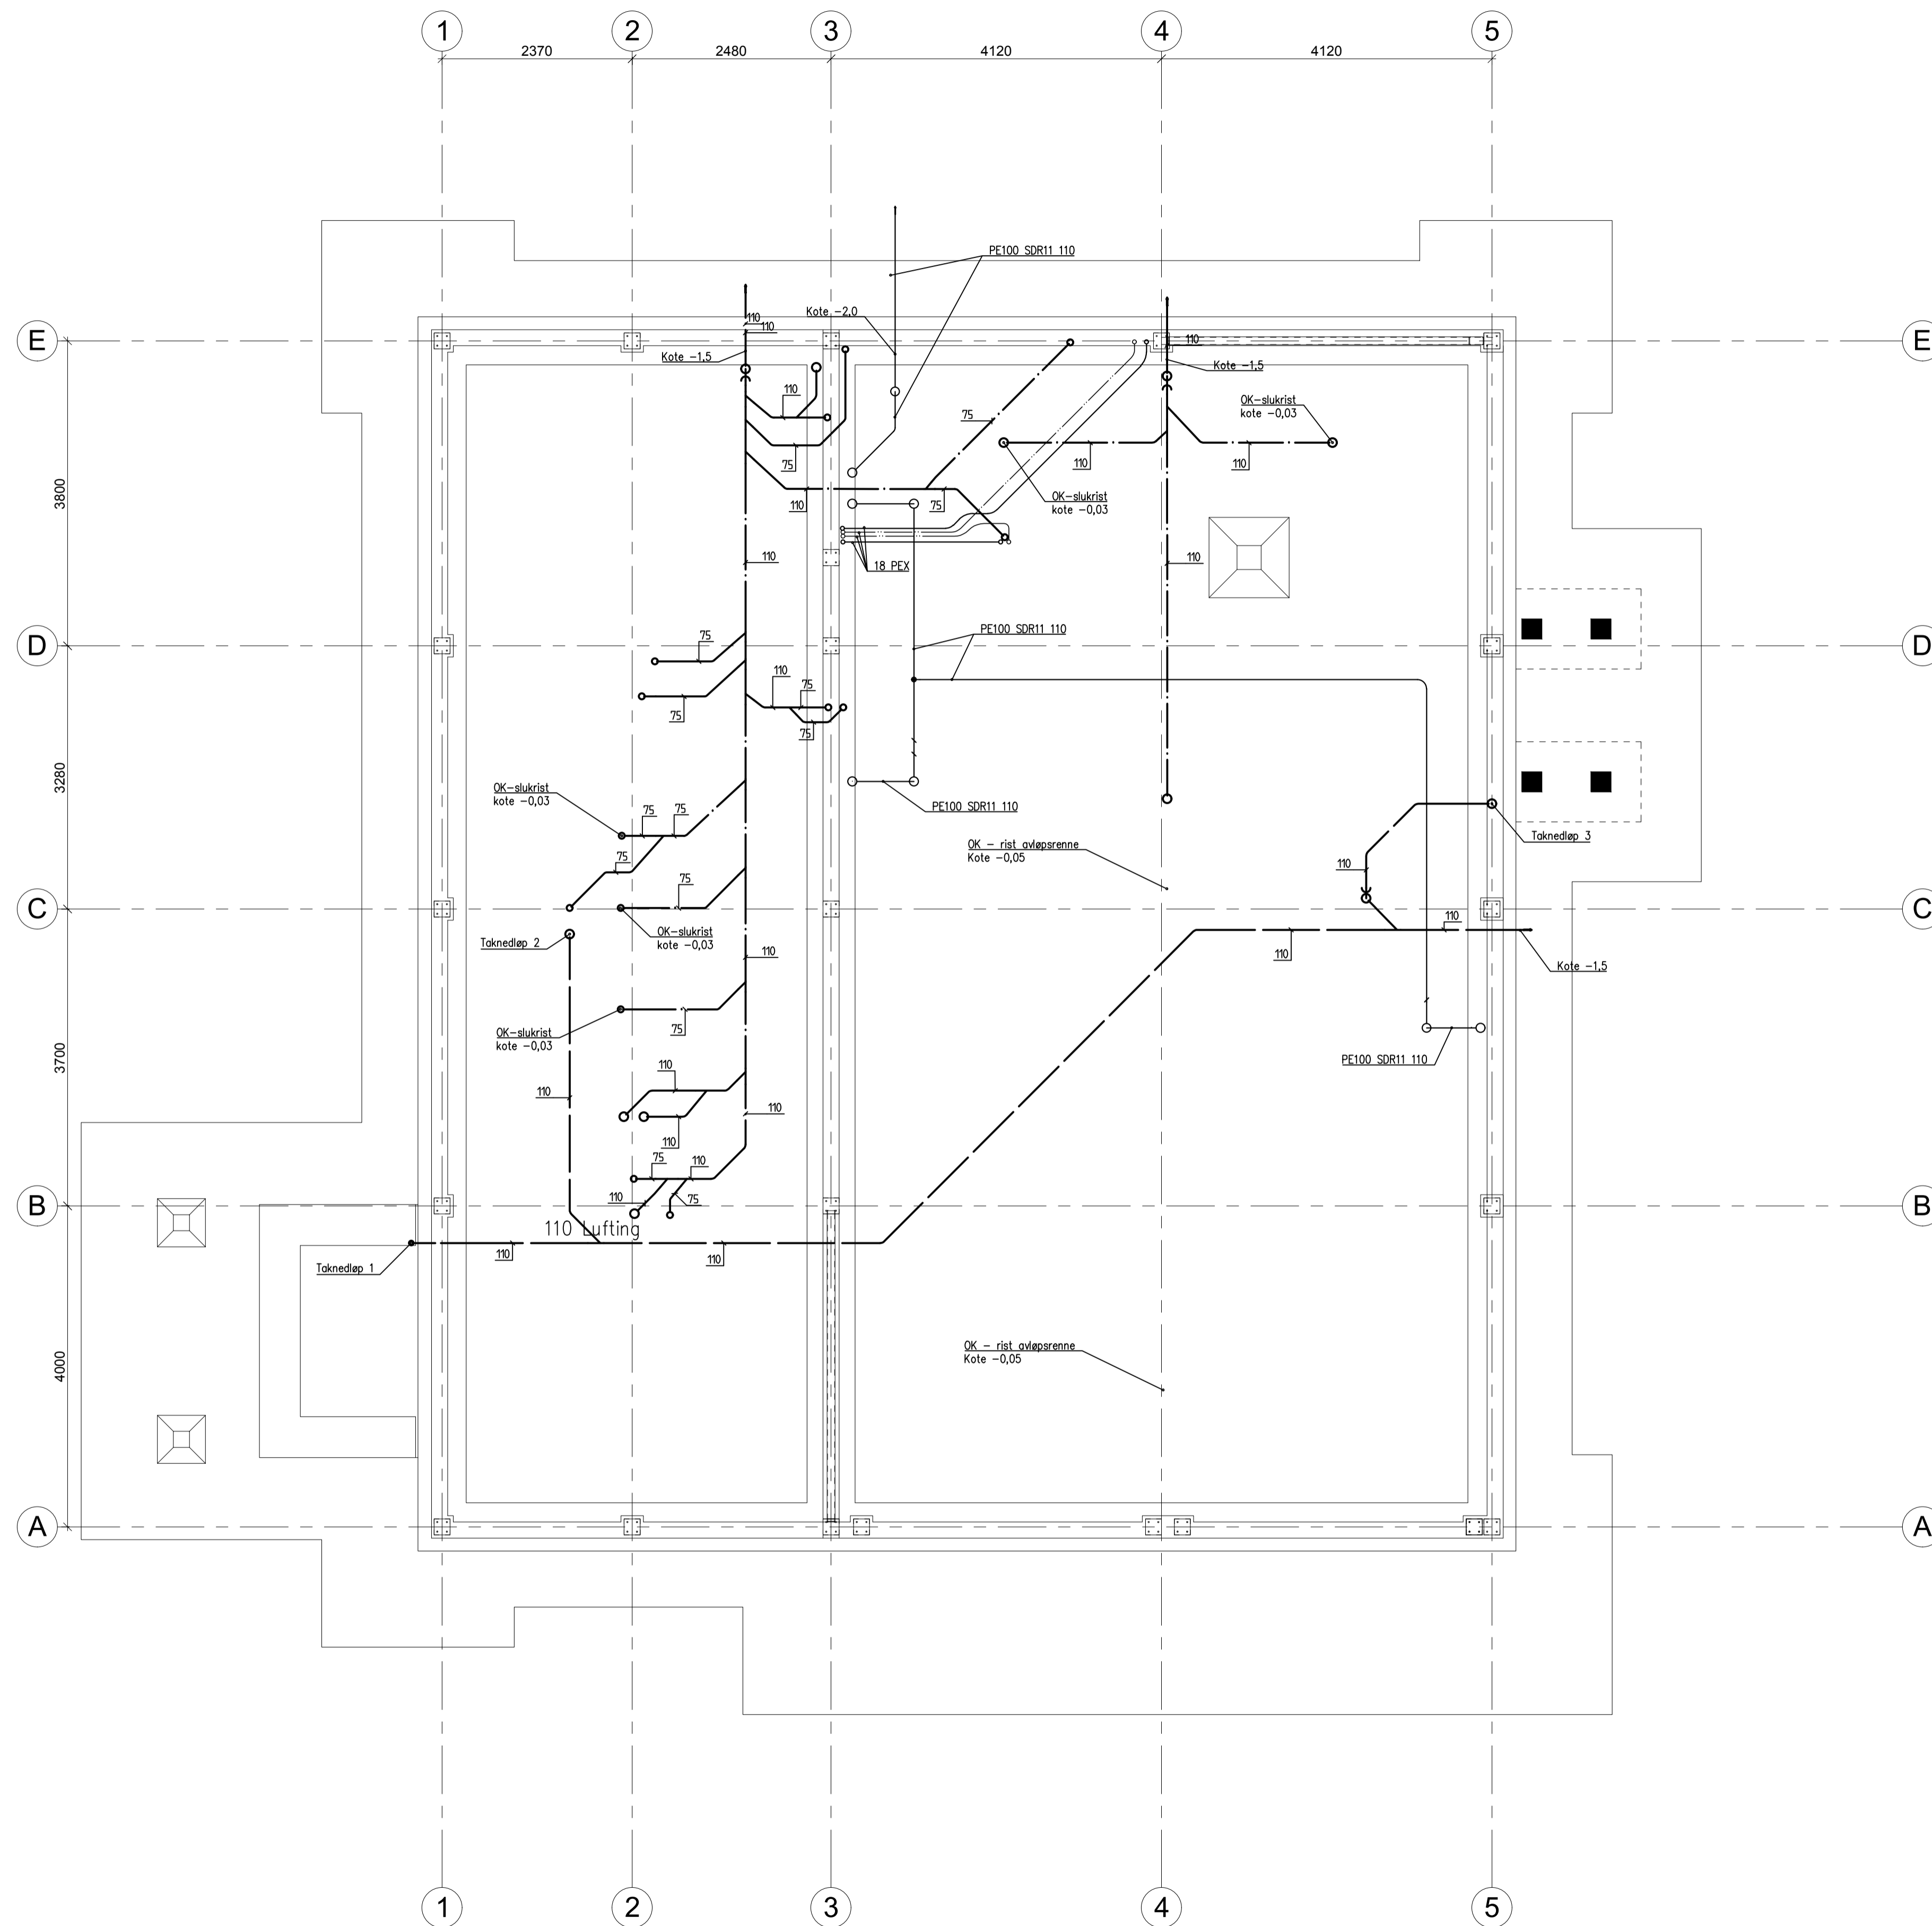 1 2 3 4 5
2370 2480 4120 4120
PE100 SDR11 110
Kote -2,0
110
110
E E
110
Kote -1,5
Kote -1,5
110
OK-slukrist
kote -0,03
75
75
110
110
3800
110
75
OK-slukrist
kote -0,03
110
110
18 PEX
PE100 SDR11 110
75
D D
110
75
75
75
3280
OK-slukrist
kote -0,03
75
75
PE100 SDR11 110
Taknedløp 3
OK - rist avløpsrenne
Kote -0,05
75
110
75
C C
110
OK-slukrist
kote -0,03
Taknedløp 2
110
110
Kote -1,5
75
OK-slukrist
kote -0,03
3700
PE100 SDR11 110
110
110
110
110
75
110
110
75
B B
110 Lufting
110
110
Taknedløp 1
OK - rist avløpsrenne
Kote -0,05
4000
A A
1 2 3 4 5